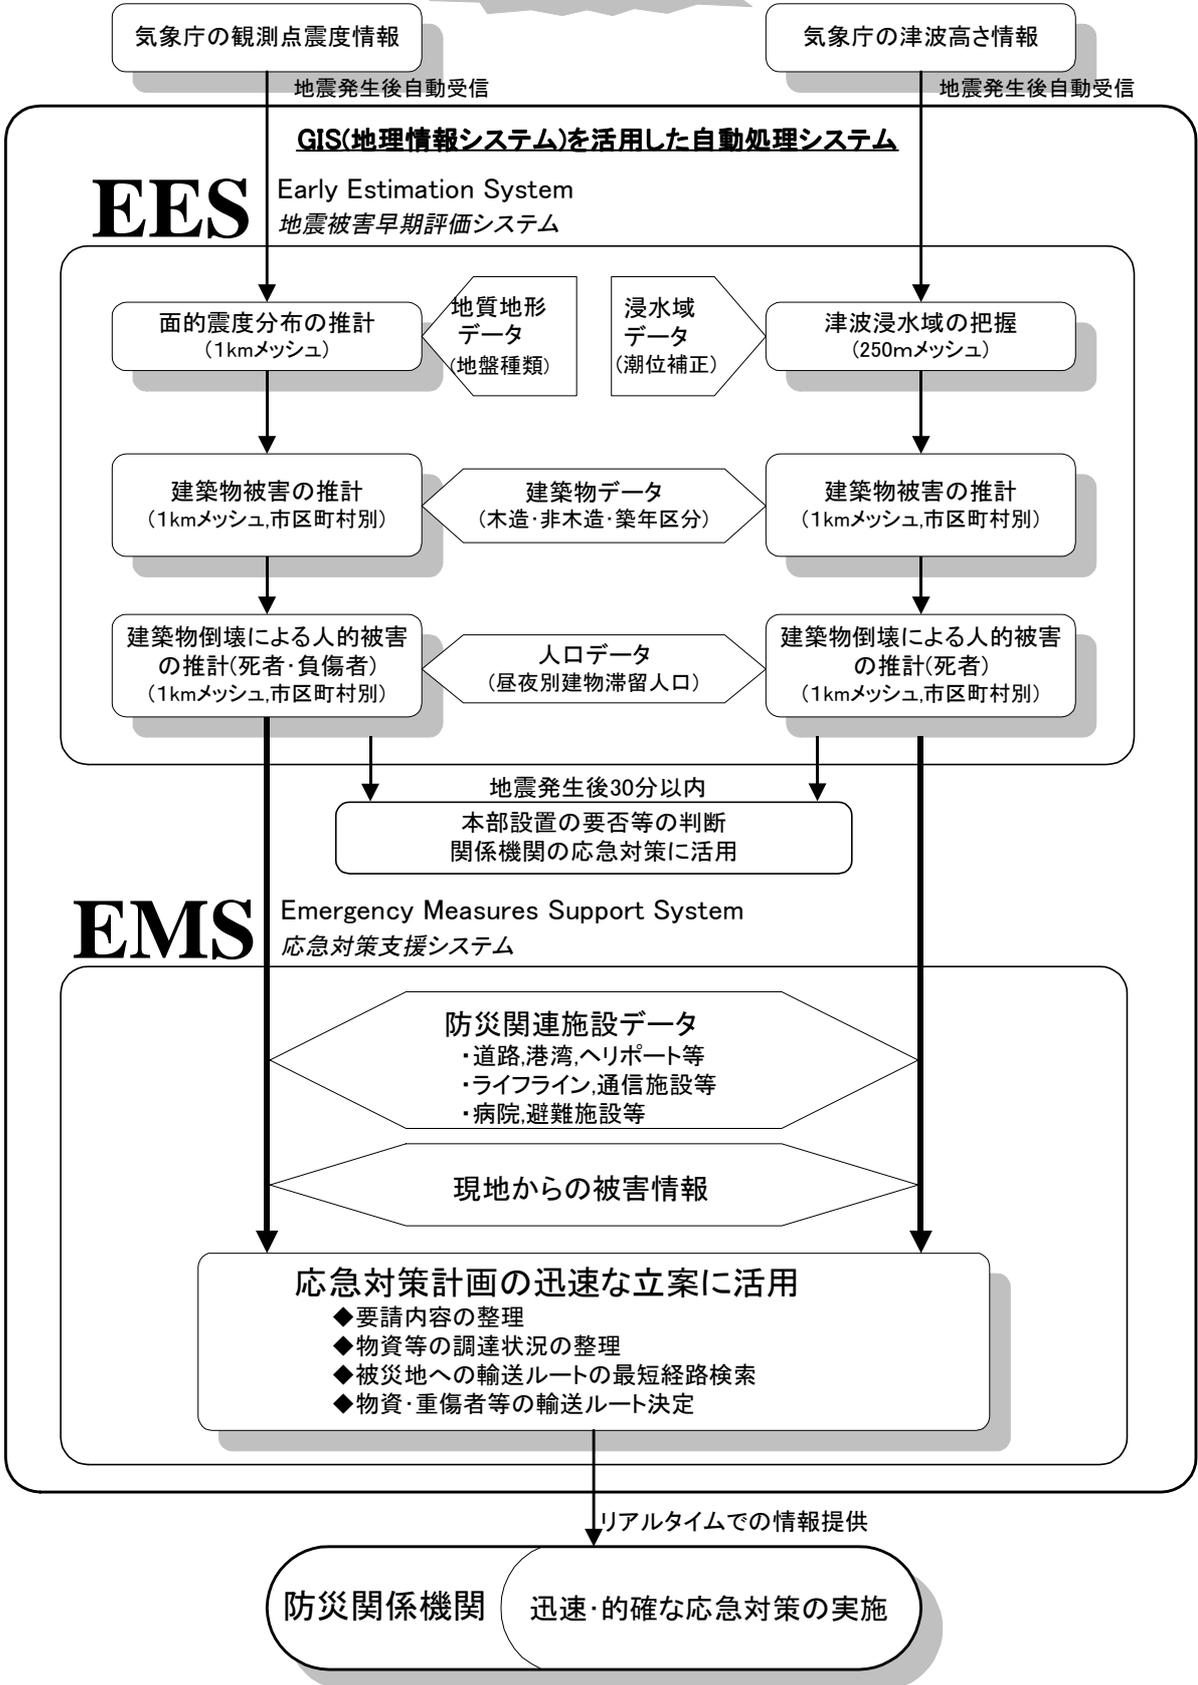 気象庁の観測点震度情報
気象庁の津波高さ情報
地震発生後自動受信
地震発生後自動受信
GIS(地理情報システム)を活用した自動処理システム
EES
Early Estimation System
地震被害早期評価システム
面的震度分布の推計
(1kmメッシュ)
地質地形
データ
(地盤種類)
浸水域
データ
(潮位補正)
津波浸水域の把握
(250mメッシュ)
建築物被害の推計
(1kmメッシュ,市区町村別)
建築物データ
(木造・非木造・築年区分)
建築物被害の推計
(1kmメッシュ,市区町村別)
建築物倒壊による人的被害
の推計(死者・負傷者)
(1kmメッシュ,市区町村別)
人口データ
(昼夜別建物滞留人口)
建築物倒壊による人的被害
の推計(死者)
(1kmメッシュ,市区町村別)
地震発生後30分以内
本部設置の要否等の判断
関係機関の応急対策に活用
EMS
Emergency Measures Support System
応急対策支援システム
防災関連施設データ
・道路,港湾,ヘリポート等
・ライフライン,通信施設等
・病院,避難施設等
現地からの被害情報
応急対策計画の迅速な立案に活用
◆要請内容の整理
◆物資等の調達状況の整理
◆被災地への輸送ルートの最短経路検索
◆物資・重傷者等の輸送ルート決定
リアルタイムでの情報提供
防災関係機関
迅速・的確な応急対策の実施